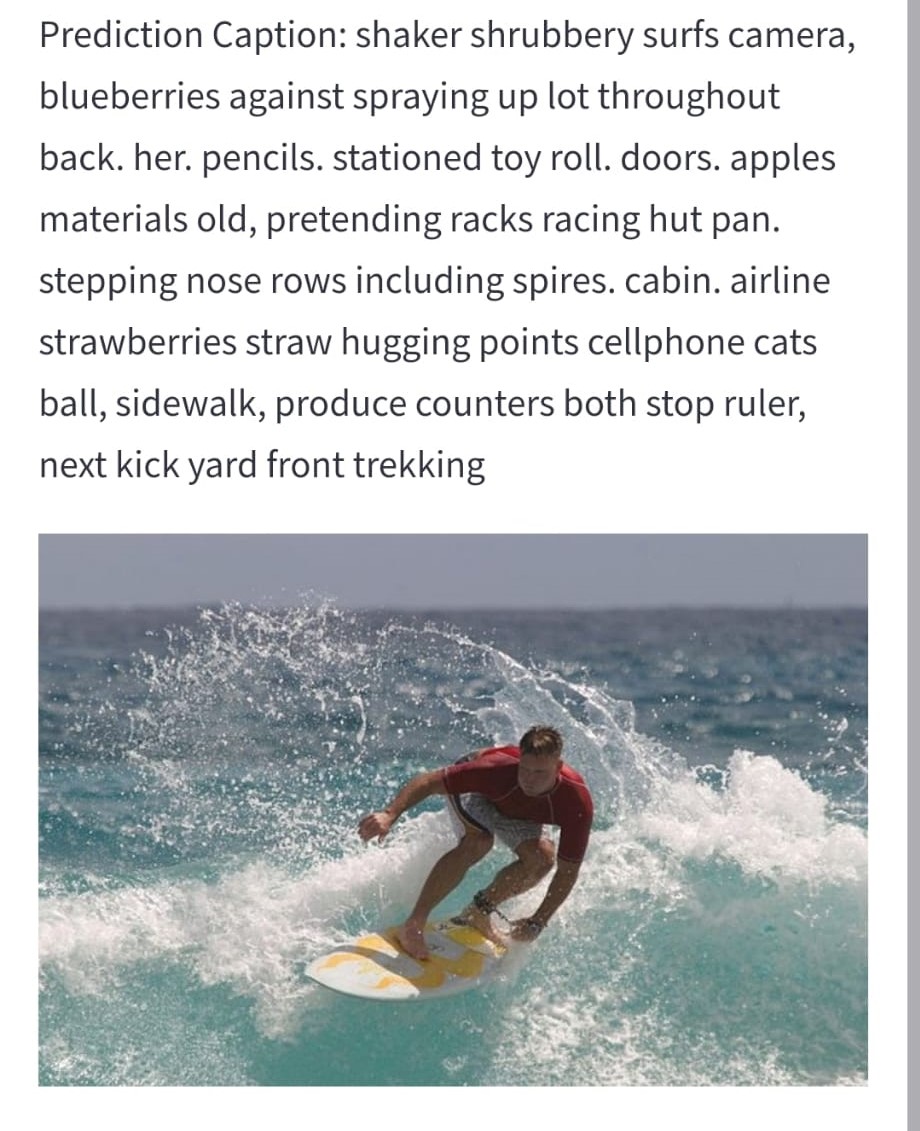 Prediction Caption: shaker shrubbery surfs camera,
blueberries against spraying up lot throughout
back. her. pencils. stationed toy roll. doors. apples
materials old, pretending racks racing hut pan.
stepping nose rows including spires. cabin. airline
strawberries straw hugging points cellphone cats
ball, sidewalk, produce counters both stop ruler,
next kick yard front trekking